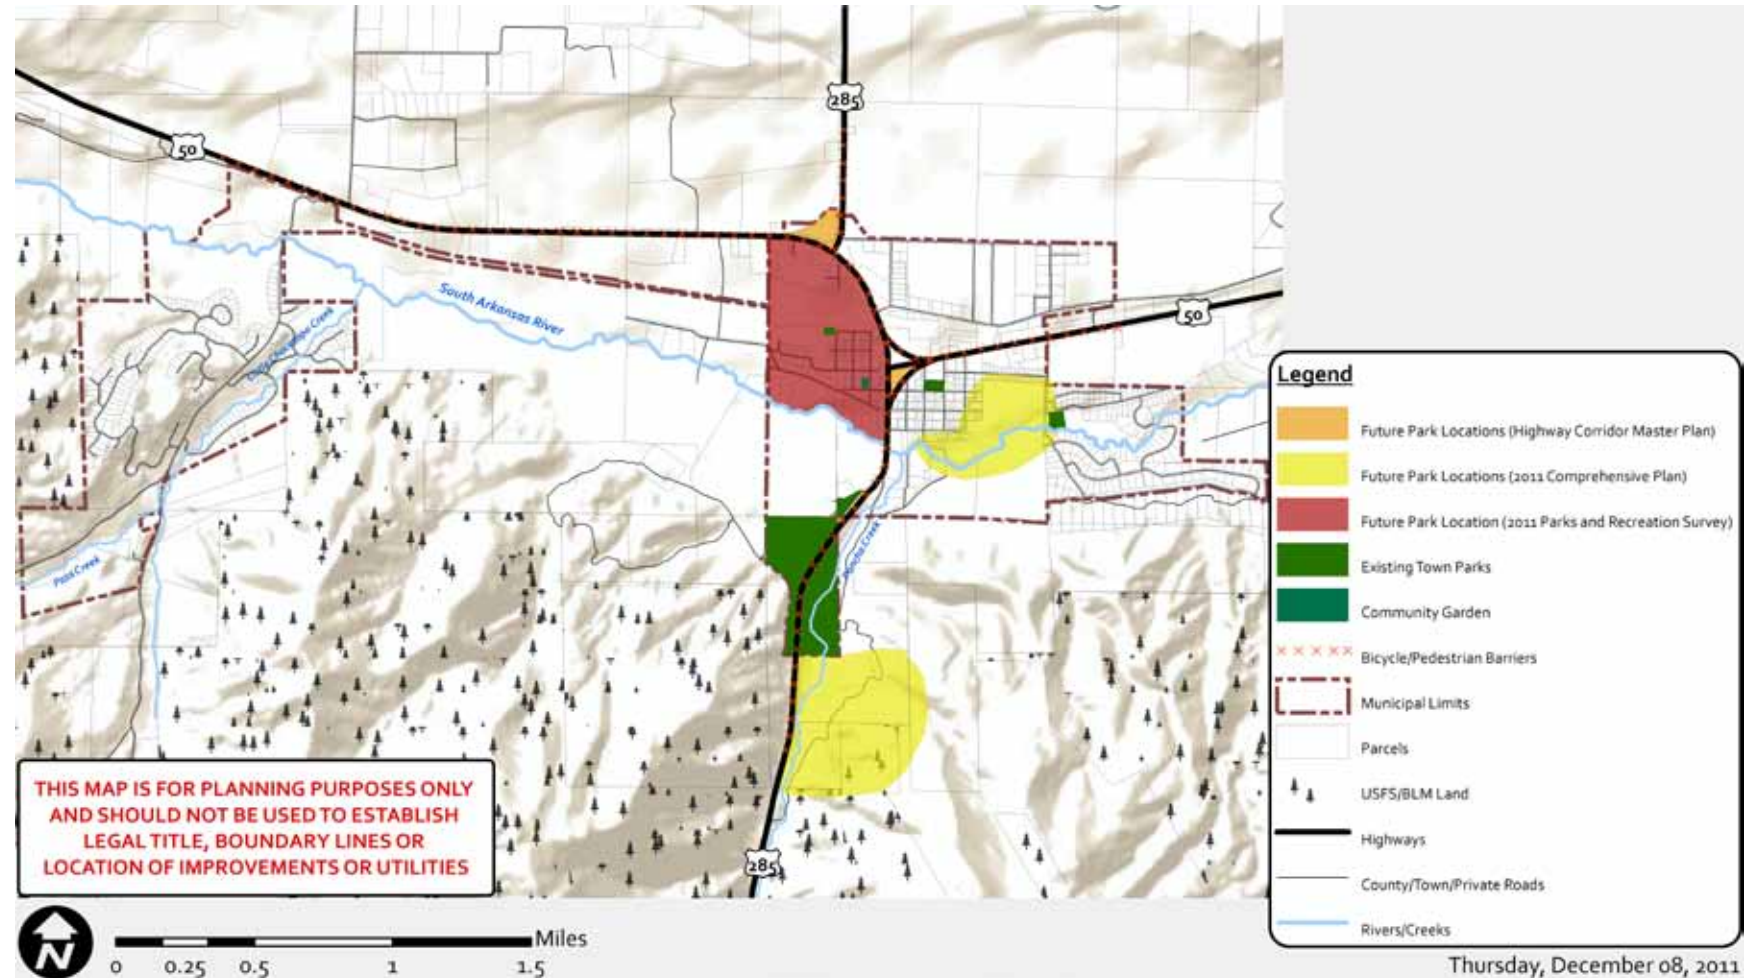 285
50
South Arkansas River
50
Legend
Future Park Locations (Highway Corridor Master Plan)
Future Park Locations (2011 Comprehensive Plan)
Future Park Location (2011 Parks and Recreation Survey)
Existing Town Parks
Community Garden
Bicycle/Pedestrian Barriers
Municipal Limits
Parcels
USFS/BLM Land
Highways
County/Town/Private Roads
Rivers/Creeks
Poncha Creek
Pass Creek
THIS MAP IS FOR PLANNING PURPOSES ONLY
AND SHOULD NOT BE USED TO ESTABLISH
LEGAL TITLE, BOUNDARY LINES OR
LOCATION OF IMPROVEMENTS OR UTILITIES
285
N
Miles
0 0.25 0.5 1 1.5
Thursday, December 08, 2011